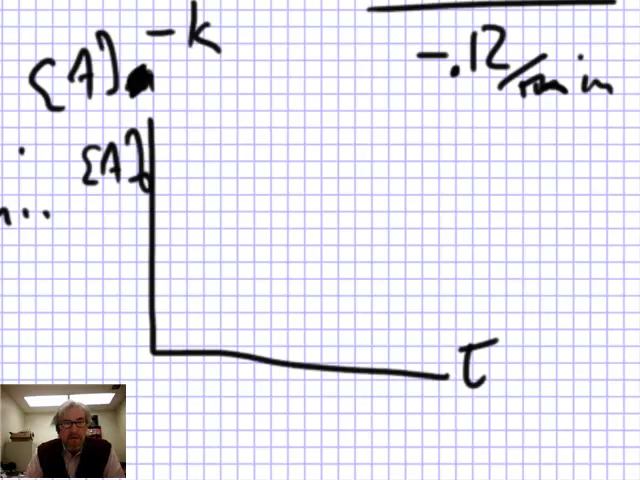 - k
-.12/min
{A}
{A}
t